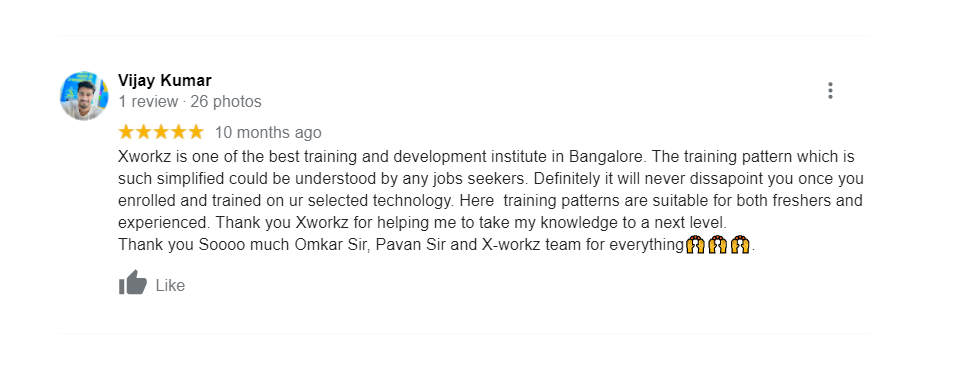 Vijay Kumar
1 review · 26 photos
10 months ago
Xworkz is one of the best training and development institute in Bangalore. The training pattern which is
such simplified could be understood by any jobs seekers. Definitely it will never dissapoint you once you
enrolled and trained on ur selected technology. Here  training patterns are suitable for both freshers and
experienced. Thank you Xworkz for helping me to take my knowledge to a next level.
Thank you Soooo much Omkar Sir, Pavan Sir and X-workz team for everything🙌🙌🙌.
Like